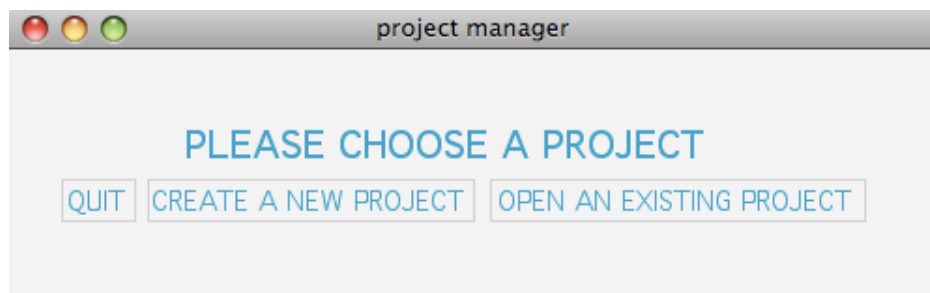 project manager
PLEASE CHOOSE A PROJECT
QUIT CREATE A NEW PROJECT OPEN AN EXISTING PROJECT